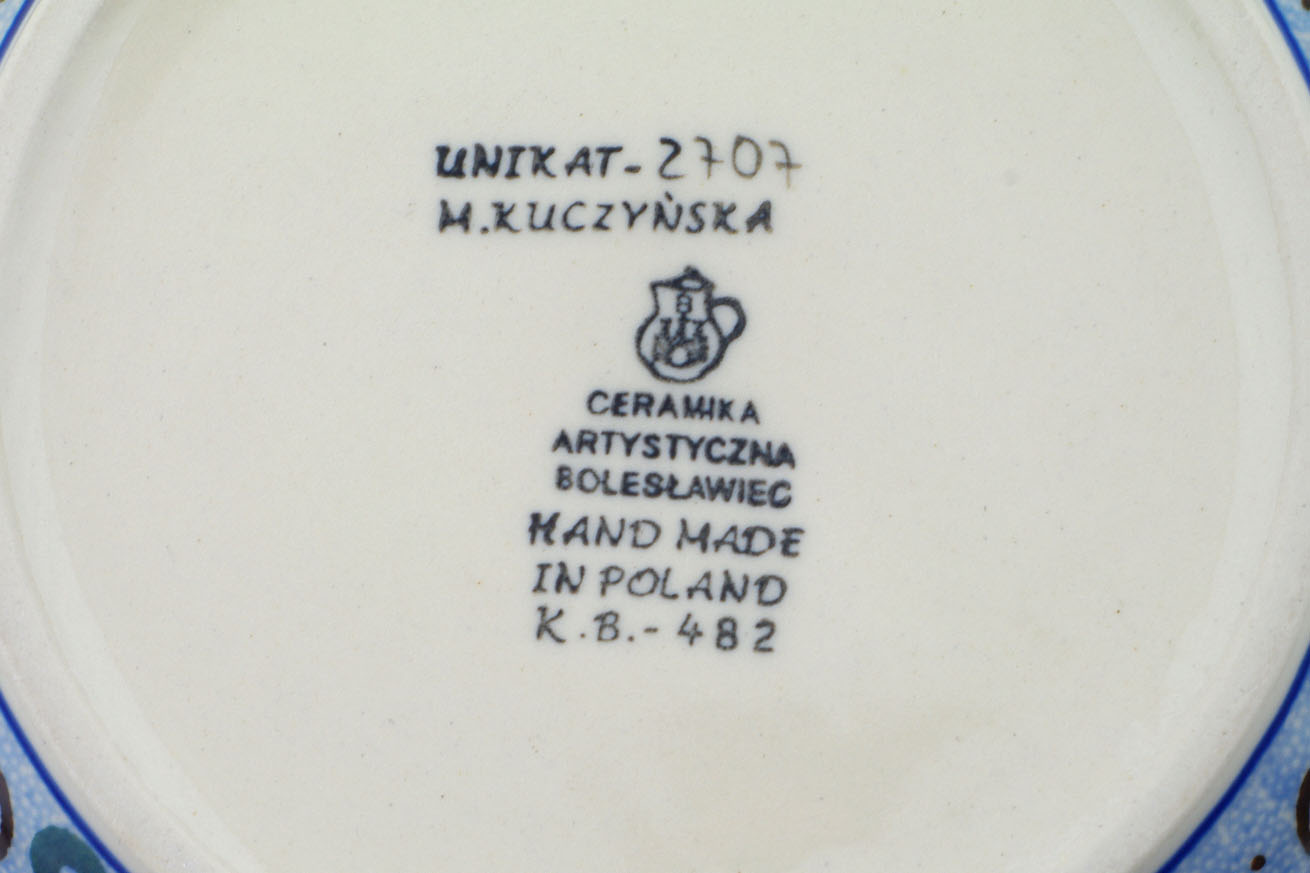 UNIKAT-2707
M.KUCZYŃSKA
B
CERAMIKA
ARTYSTYCZNA
BOLESŁAWIEC
HAND MADE
IN POLAND
K.B.-482